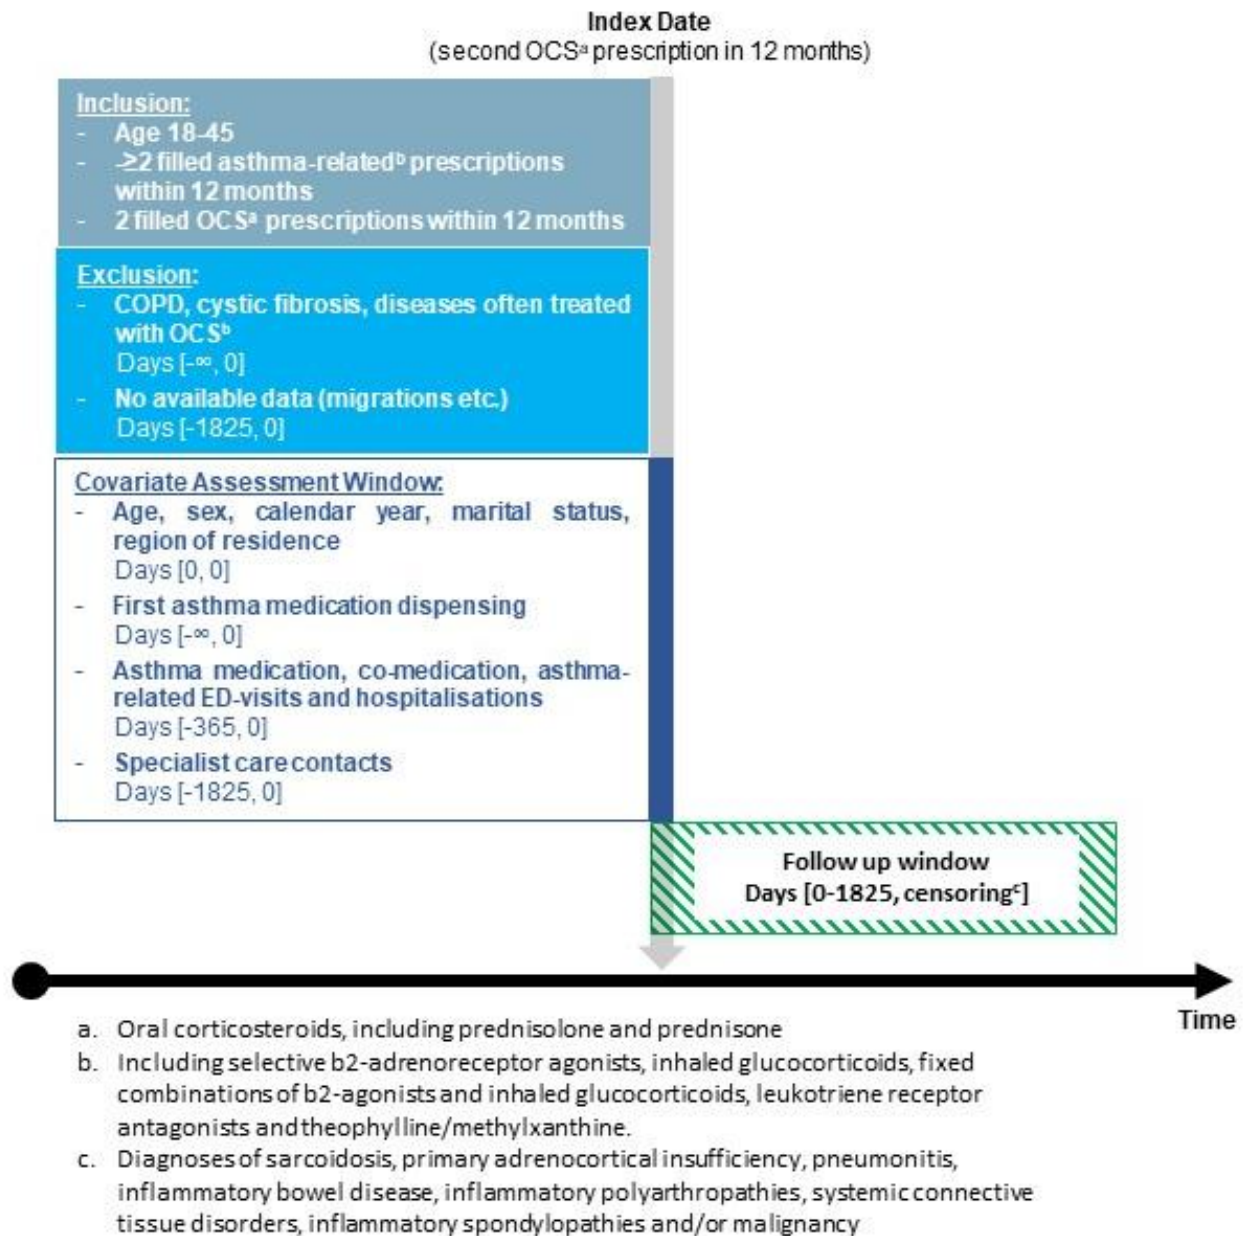 Index Date
(second OCSᵃ prescription in 12 months)
Inclusion:
- Age 18-45
- -≥2 filled asthma-relatedᵇ prescriptions
within 12 months
- 2 filled OCSᵃ prescriptions within 12 months
Exclusion:
- COPD, cystic fibrosis, diseases often treated
with OCSᵇ
Days [-∞, 0]
- No available data (migrations etc.)
Days [-1825, 0]
Covariate Assessment Window:
- Age, sex, calendar year, marital status,
region of residence
Days [0, 0]
- First asthma medication dispensing
Days [-∞, 0]
- Asthma medication, co-medication, asthma-
related ED-visits and hospitalisations
Days [-365, 0]
- Specialist care contacts
Days [-1825, 0]
Follow up window
Days [0-1825, censoringᶜ]
Time
a. Oral corticosteroids, including prednisolone and prednisone
b. Including selective b2-adrenoreceptor agonists, inhaled glucocorticoids, fixed
combinations of b2-agonists and inhaled glucocorticoids, leukotriene receptor
antagonists and theophylline/methylxanthine.
c. Diagnoses of sarcoidosis, primary adrenocortical insufficiency, pneumonitis,
inflammatory bowel disease, inflammatory polyarthropathies, systemic connective
tissue disorders, inflammatory spondylopathies and/or malignancy